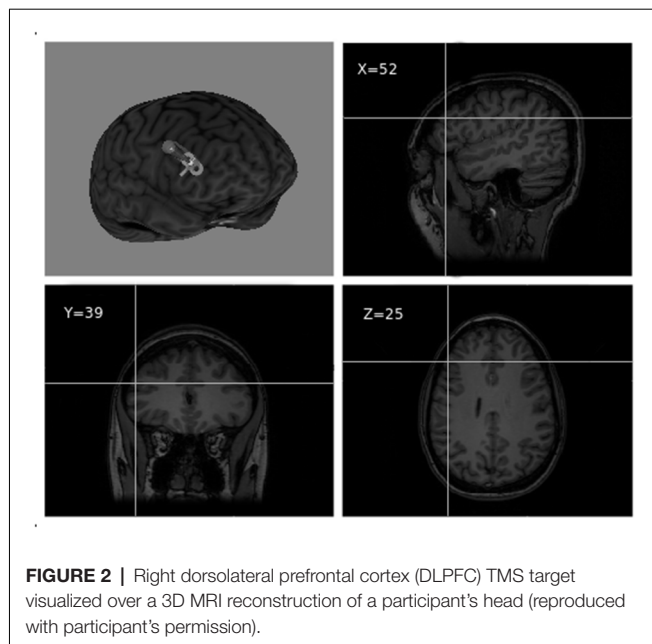 X=52
Y=39
Z=25
FIGURE 2 | Right dorsolateral prefrontal cortex (DLPFC) TMS target
visualized over a 3D MRI reconstruction of a participant's head (reproduced
with participant's permission).